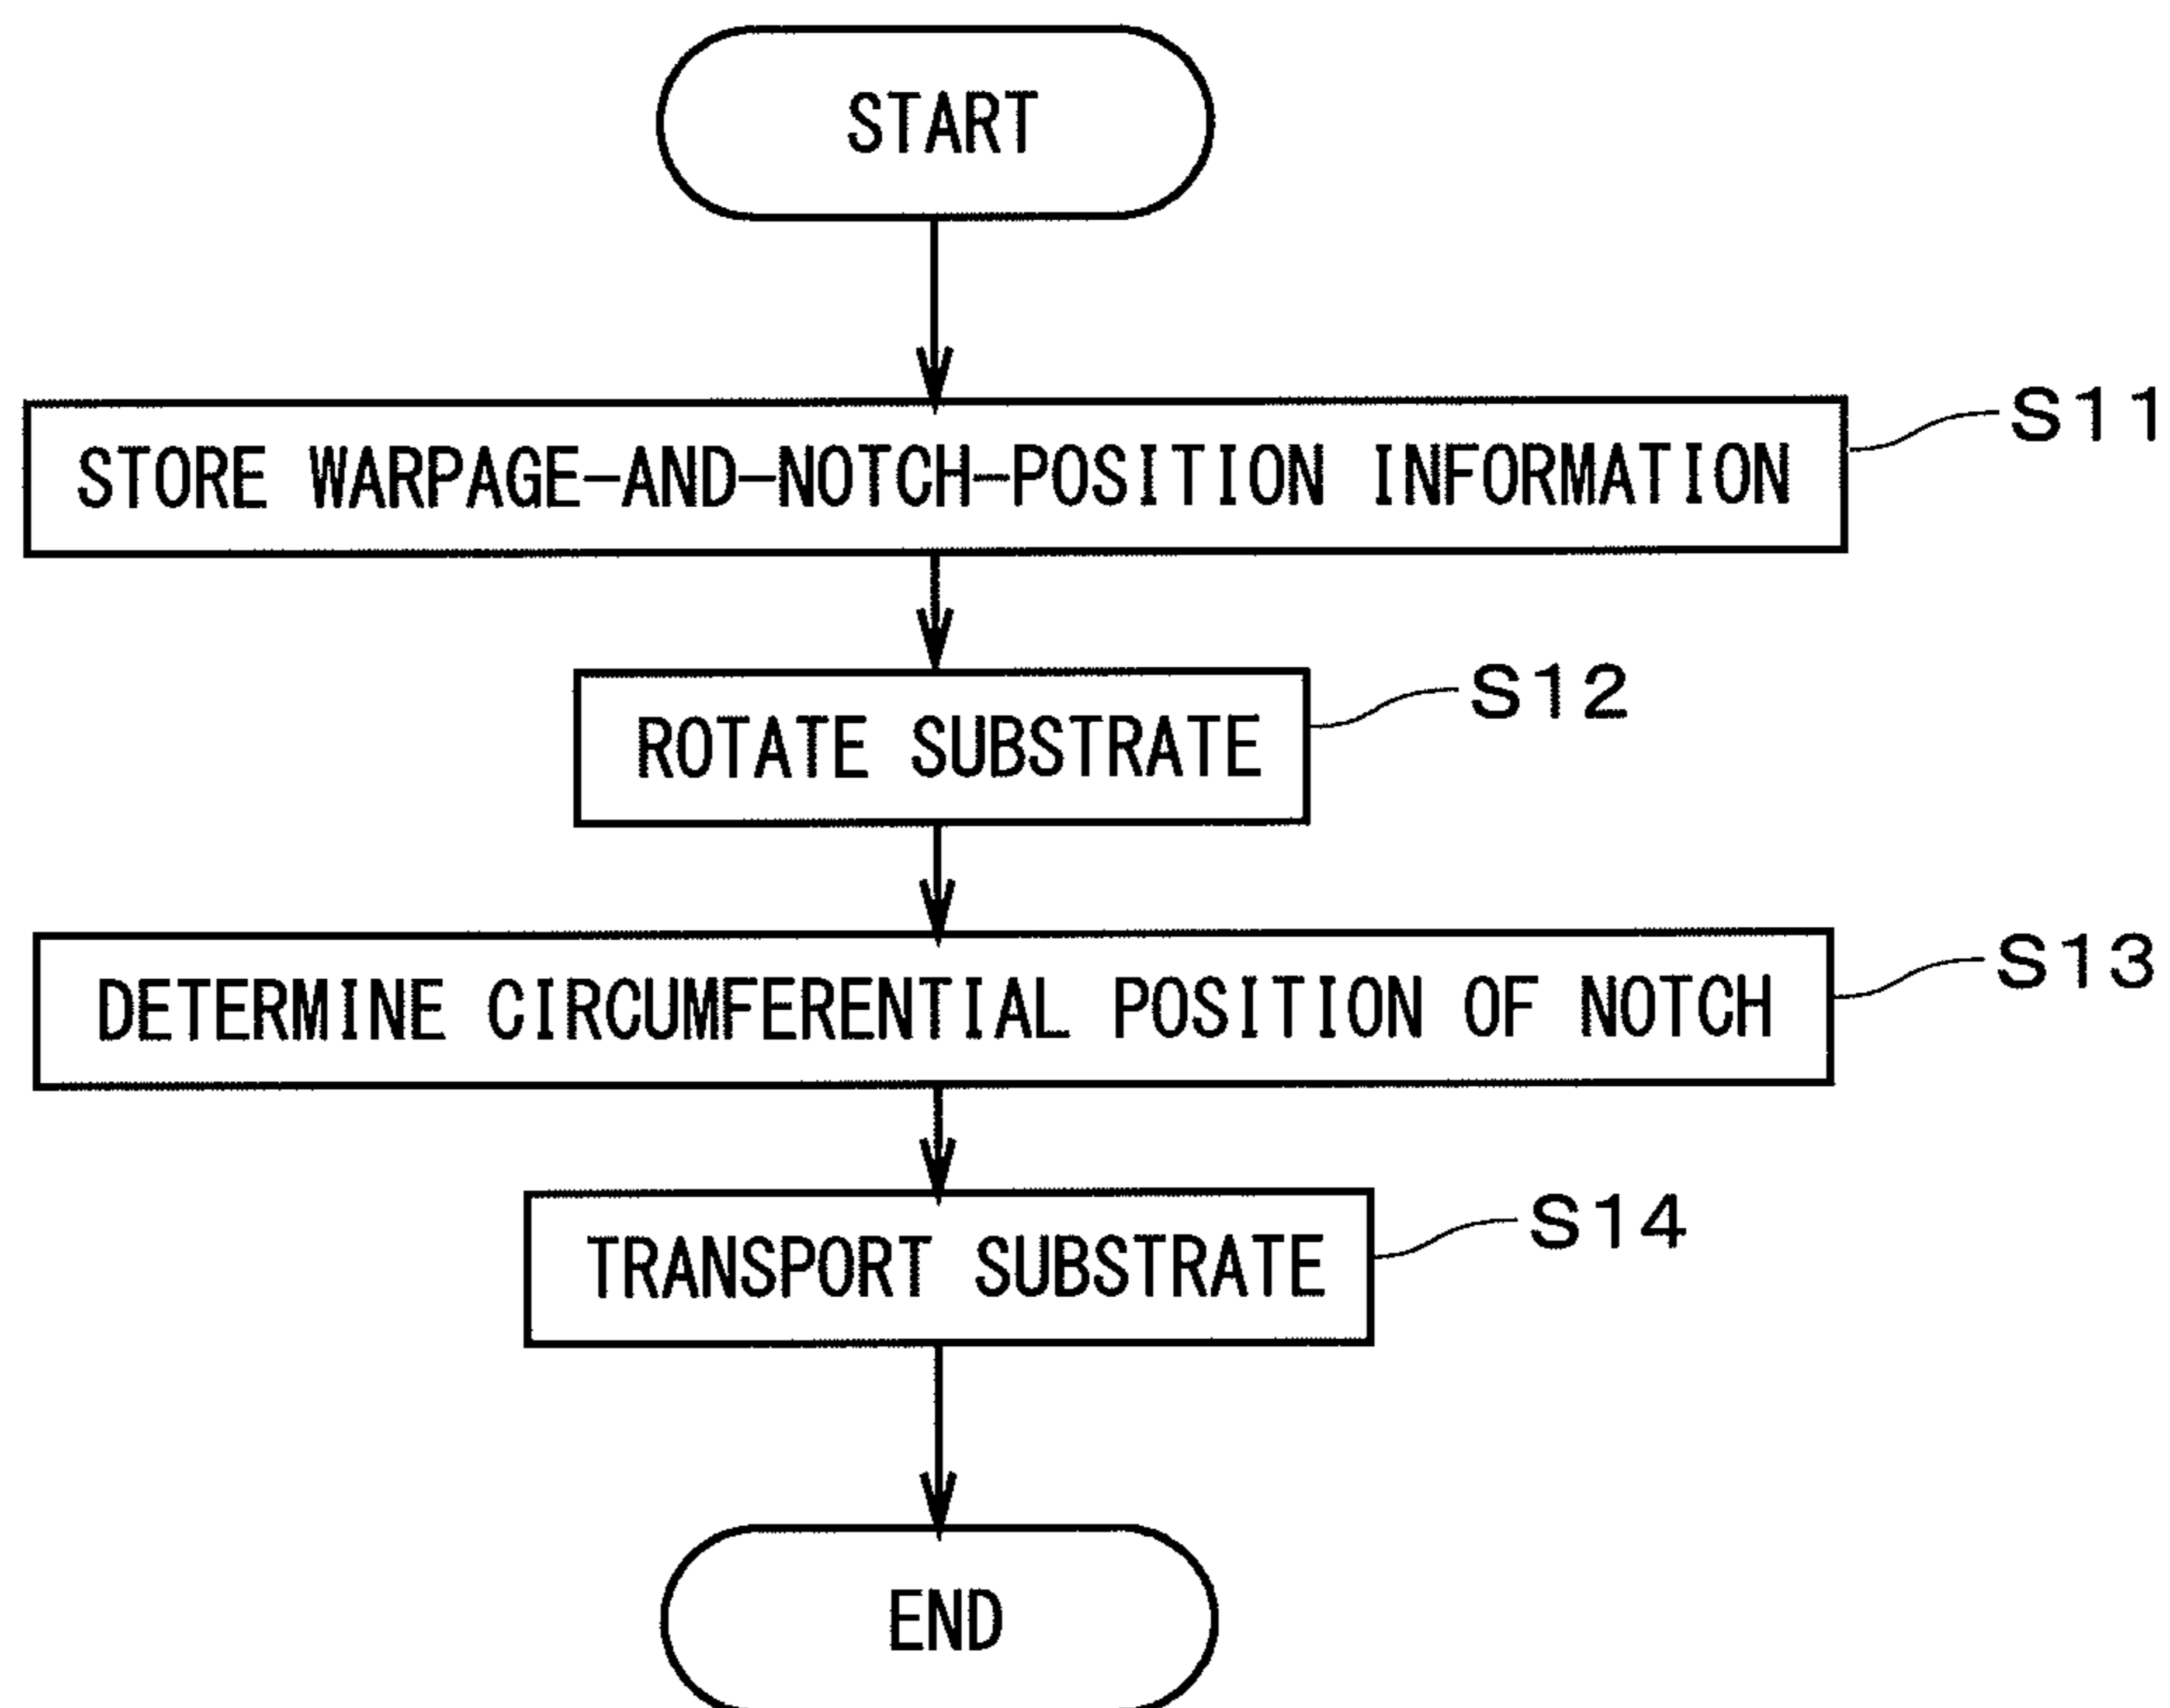 START
S11
STORE WARPAGE-AND-NOTCH-POSITION INFORMATION
S12
ROTATE SUBSTRATE
S13
DETERMINE CIRCUMFERENTIAL POSITION OF NOTCH
S14
TRANSPORT SUBSTRATE
END